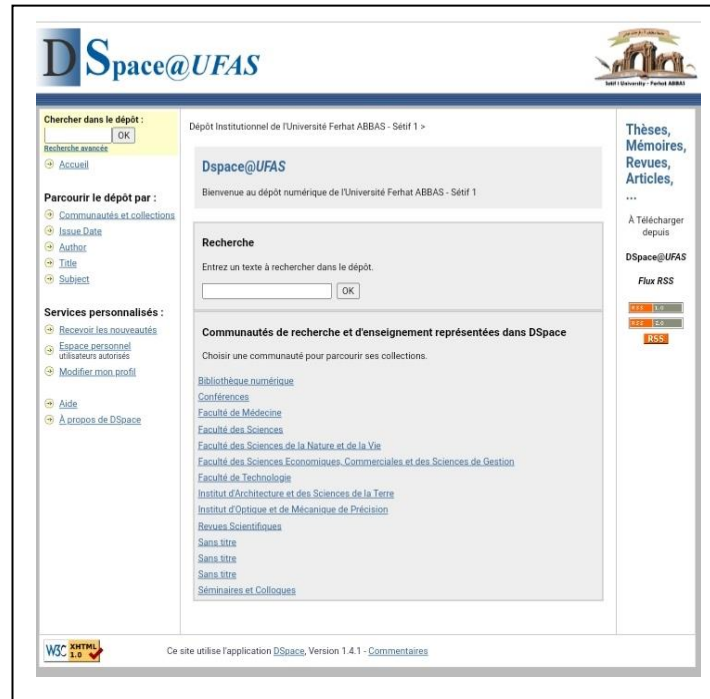 DSpace@UFAS
Sétif 1 University - Ferhat ABBAS
Chercher dans le dépôt :
OK
Recherche avancée
Accueil
Parcourir le dépôt par :
Communautés et collections
Issue Date
Author
Title
Subject
Services personnalisés :
Recevoir les nouveautés
Espace personnel
utilisateurs autorisés
Modifier mon profil
Aide
À propos de DSpace
Dépôt Institutionnel de l'Université Ferhat ABBAS - Sétif 1 >
Dspace@UFAS
Bienvenue au dépôt numérique de l'Université Ferhat ABBAS - Sétif 1
Recherche
Entrez un texte à rechercher dans le dépôt.
OK
Communautés de recherche et d'enseignement représentées dans DSpace
Choisir une communauté pour parcourir ses collections.
Bibliothèque numérique
Conférences
Faculté de Médecine
Faculté des Sciences
Faculté des Sciences de la Nature et de la Vie
Faculté des Sciences Economiques, Commerciales et des Sciences de Gestion
Faculté de Technologie
Institut d'Architecture et des Sciences de la Terre
Institut d'Optique et de Mécanique de Précision
Revues Scientifiques
Sans titre
Sans titre
Sans titre
Séminaires et Colloques
Thèses,
Mémoires,
Revues,
Articles,
...
À Télécharger
depuis
DSpace@UFAS
Flux RSS
RSS 1.0
RSS 2.0
RSS
W3C XHTML
1.0
Ce site utilise l'application DSpace, Version 1.4.1 - Commentaires